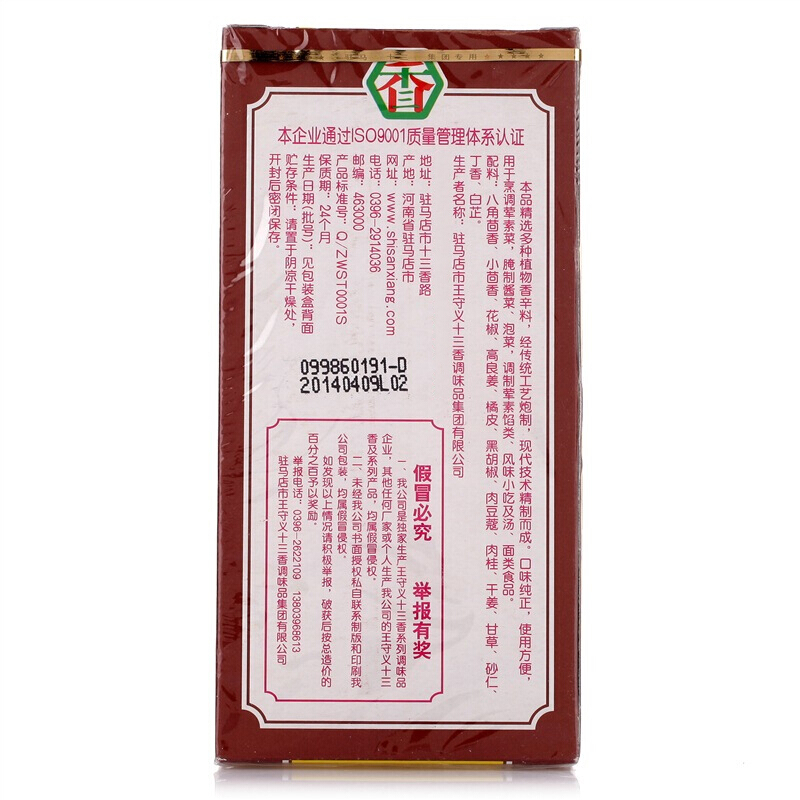 香
本企业通过ISO9001质量管理体系认证
本品精选多种植物香辛料，经传统工艺炮制，现代技术精制而成。口味纯正，使用方便，
用于烹调荤素菜，腌制酱菜、泡菜，调制荤素馅类、风味小吃及汤、面类食品。
配料：八角茴香、小茴香、花椒、高良姜、橘皮、黑胡椒、肉豆蔻、肉桂、干姜、甘草、砂仁、
丁香、白芷。
生产者名称：驻马店市王守义十三香调味品集团有限公司
地址：驻马店市十三香路
产地：河南省驻马店市
网址：www.shisanxiang.com
电话：0396-2914036
邮编：463000
产品标准号：Q/ZWST0001S
保质期：24个月
生产日期(批号)：见包装盒背面
贮存条件：请置于阴凉干燥处，
开封后密闭保存。
099860191-D
20140409L02
假冒必究 举报有奖
一、我公司是独家生产王守义十三香系列调味品
企业，其他任何厂家或个人生产我公司的王守义十三
香及系列产品，均属假冒侵权。
二、未经我公司书面授权私自联系制版和印刷我
公司包装，均属假冒侵权。
如发现以上情况请积极举报，破获后按总造价的
百分之百予以奖励。
举报电话：0396-2622109 13803968613
驻马店市王守义十三香调味品集团有限公司